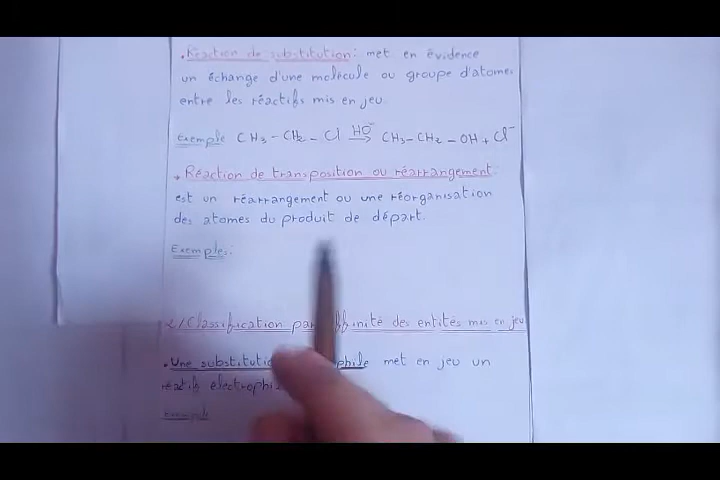 • Réaction de substitution: met en évidence
un échange d'une molécule ou groupe d'atomes
entre les réactifs mis en jeu.
Exemple CH3 - CH2 - Cl HO⁻→ CH3 - CH2 - OH + Cl⁻
• Réaction de transposition ou réarrangement:
est un réarrangement ou une réorganisation
des atomes du produit de départ.
Exemples:
2/ Classification par affinité des entités mis en jeu
• Une met en jeu un
réactif
Exemple